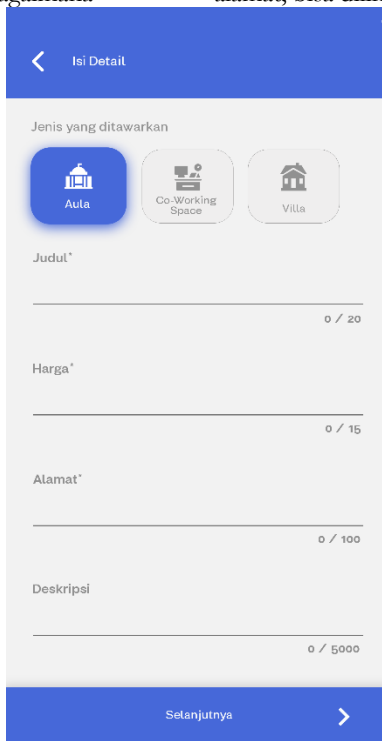 Isi Detail
Jenis yang ditawarkan
Aula
Co-Working
Space
Villa
Judul*
0 / 20
Harga*
0 / 15
Alamat*
0 / 100
Deskripsi
0 / 5000
Selanjutnya